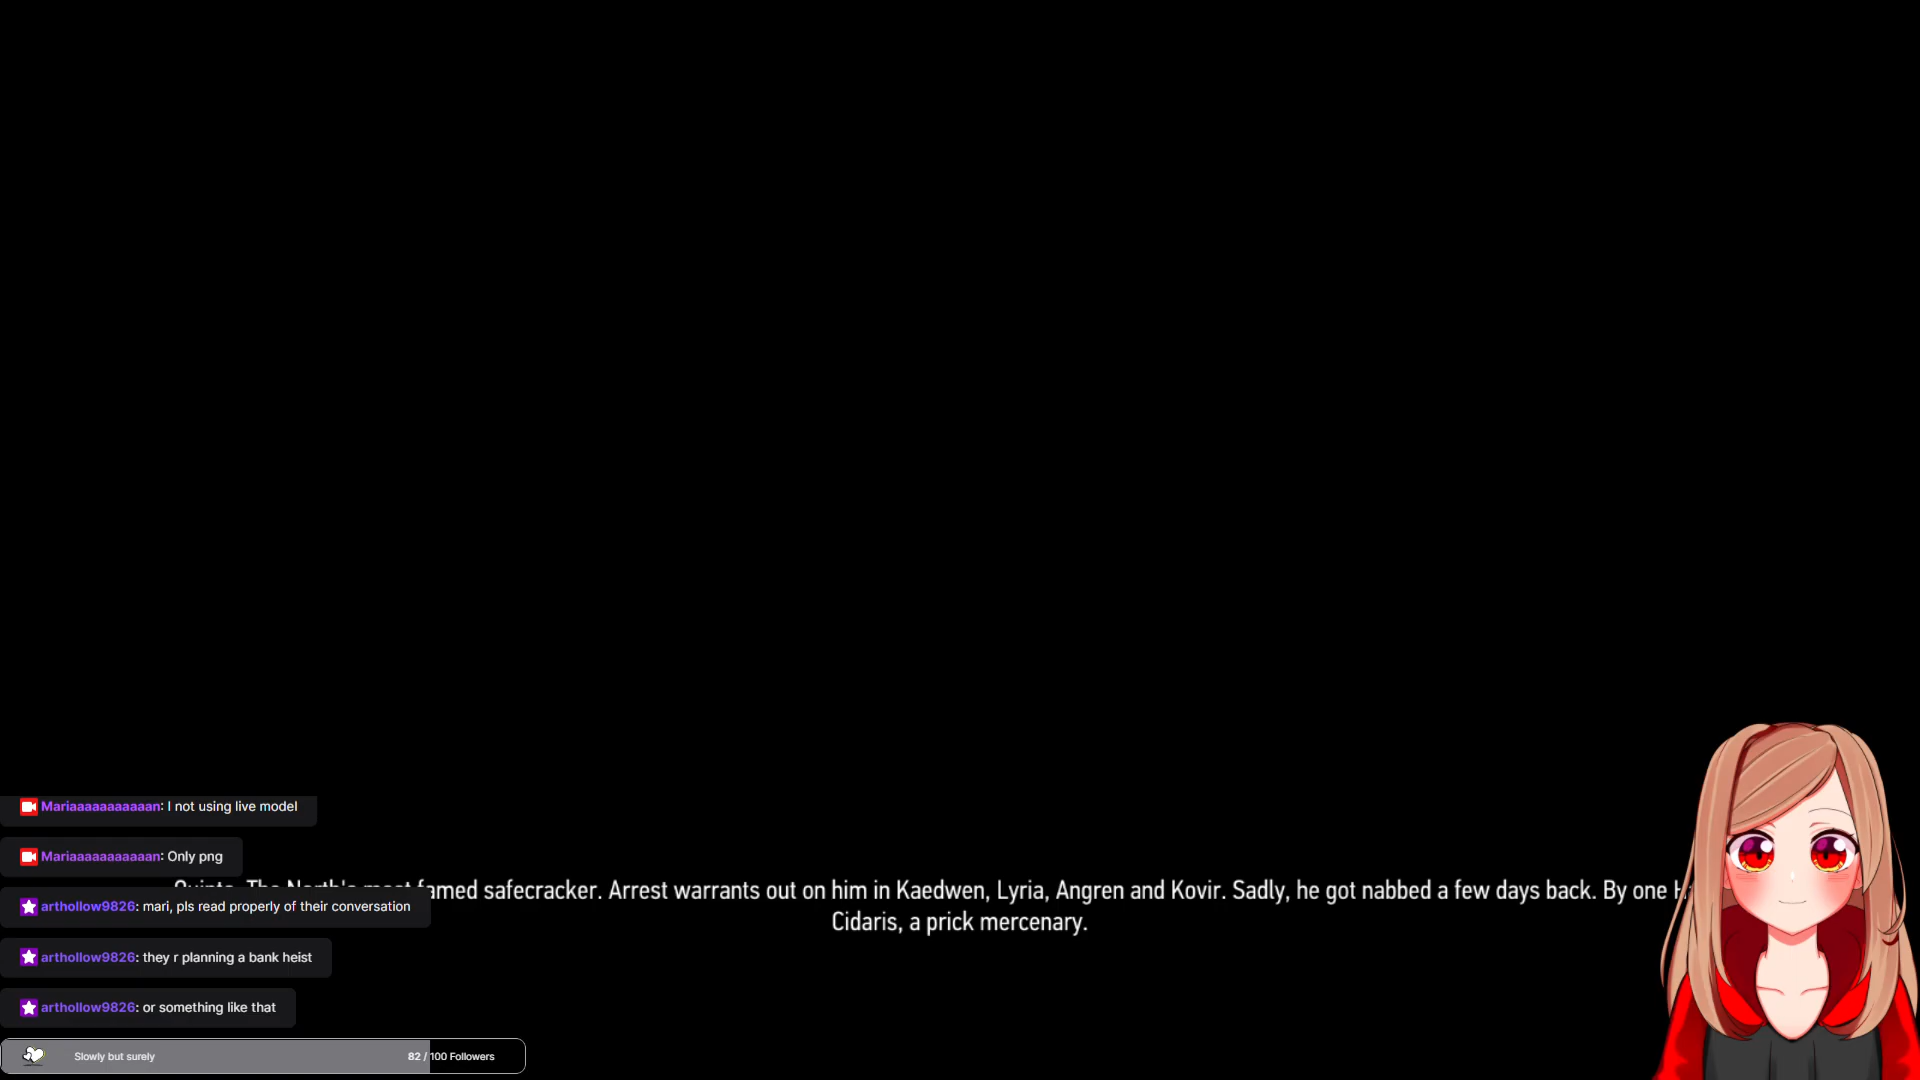 Mariaaaaaaaaaaan: I not using live model
Mariaaaaaaaaaaan: Only png
famed safecracker. Arrest warrants out on him in Kaedwen, Lyria, Angren and Kovir. Sadly, he got nabbed a few days back. By one
arthollow9826: mari, pls read properly of their conversation
Cidaris, a prick mercenary.
arthollow9826: they r planning a bank heist
arthollow9826: or something like that
Slowly but surely 82 / 100 Followers